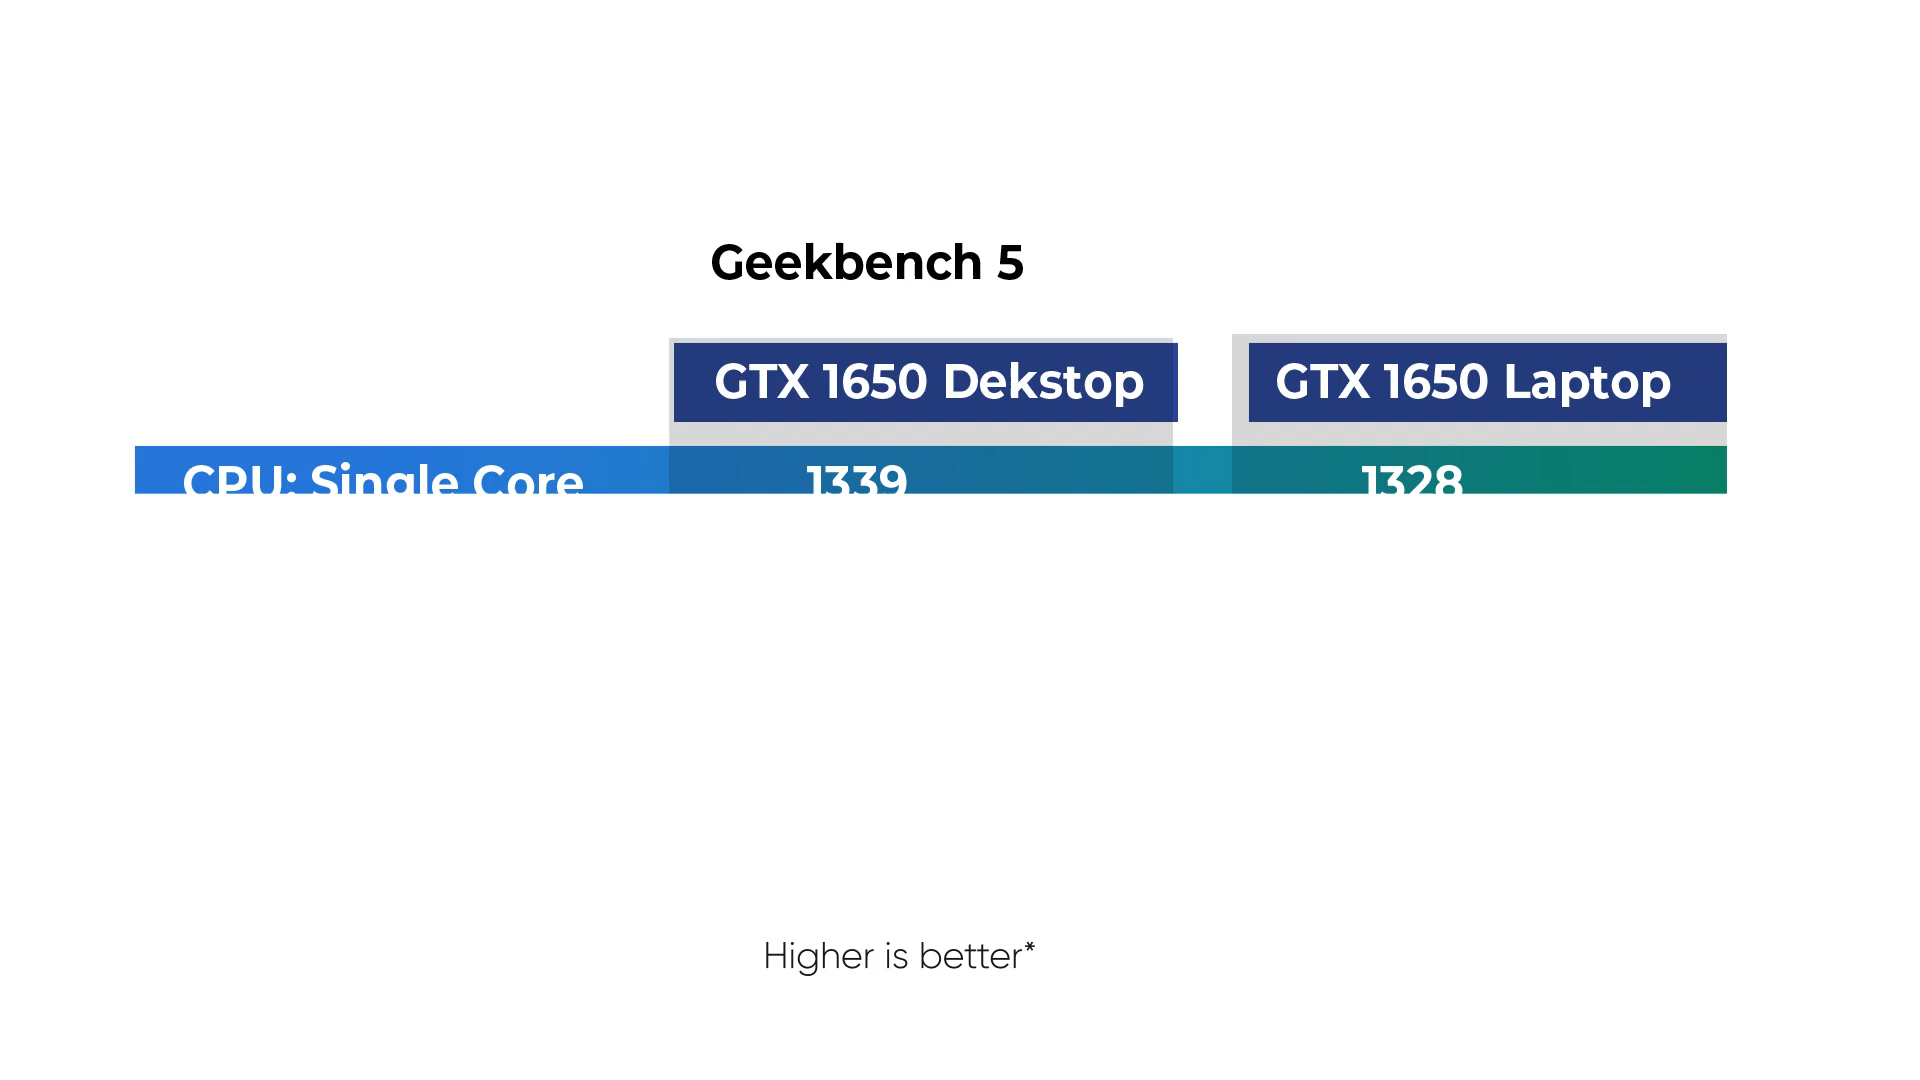 Geekbench 5
GTX 1650 Dekstop
GTX 1650 Laptop
CPU: Single Core
1339
1328
Higher is better*